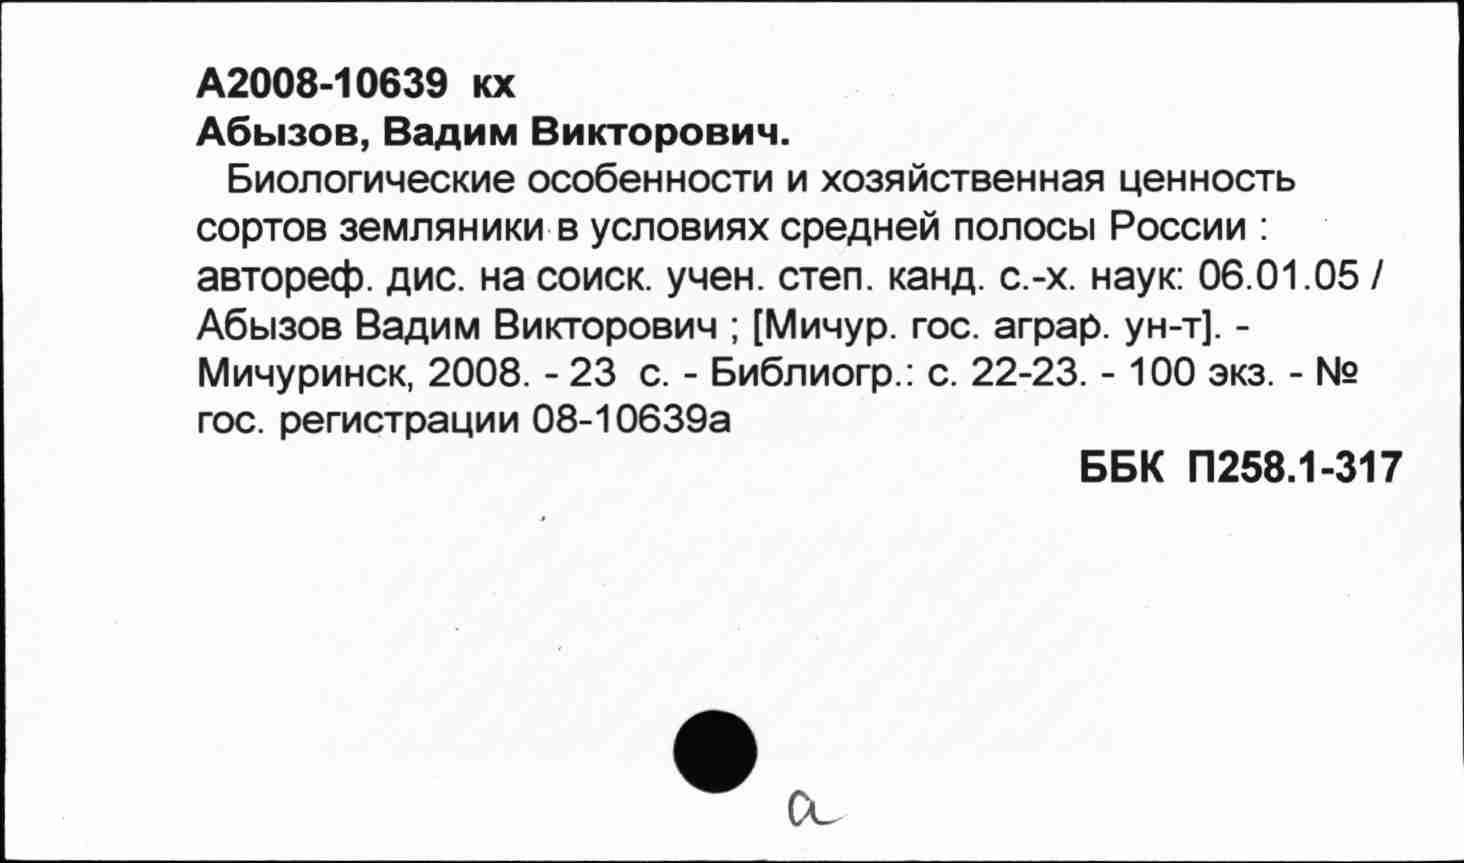 А2008-10639 кх
Абызов, Вадим Викторович.
Биологические особенности и хозяйственная ценность
сортов земляники в условиях средней полосы России :
автореф. дис. на соиск. учен. степ. канд. с.-х. наук: 06.01.05 /
Абызов Вадим Викторович ; [Мичур. гос. аграр. ун-т]. -
Мичуринск, 2008. - 23 с. - Библиогр.: с. 22-23. - 100 экз. - №
гос. регистрации 08-10639а
ББК П258.1-317
а